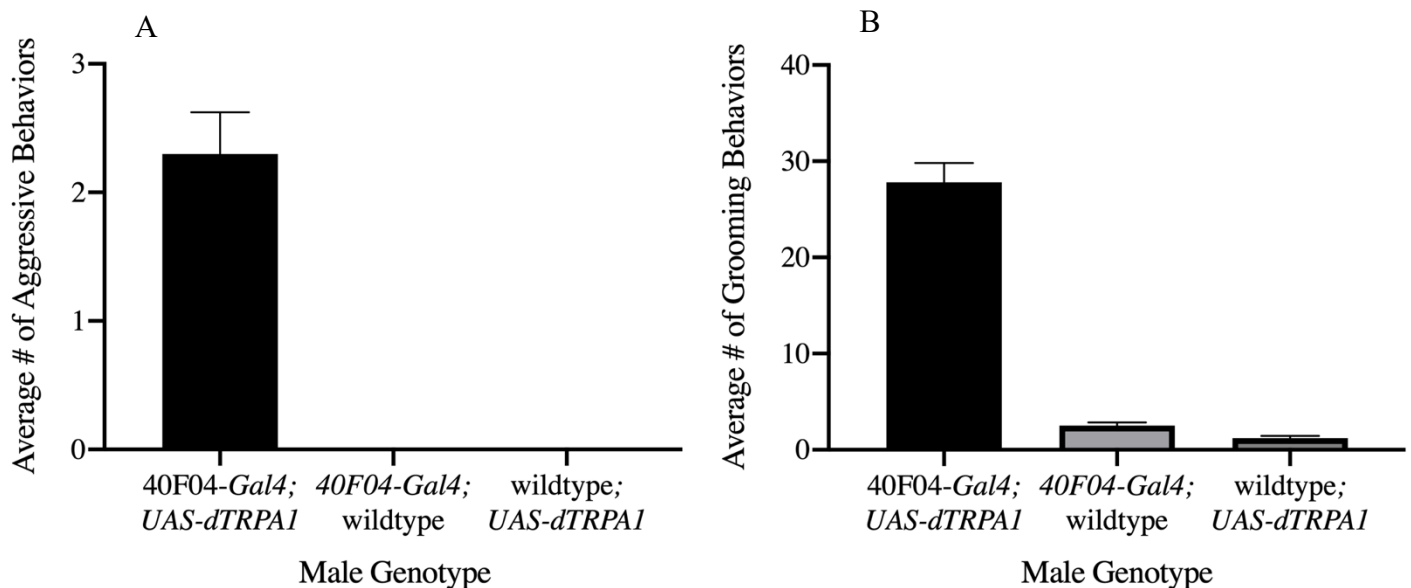 A
Average # of Aggressive Behaviors
3
2
1
0
40F04-Gal4; 40F04-Gal4; wildtype;
UAS-dTRPA1 wildtype UAS-dTRPA1
Male Genotype
B
Average # of Grooming Behaviors
40
30
20
10
0
40F04-Gal4; 40F04-Gal4; wildtype;
UAS-dTRPA1 wildtype UAS-dTRPA1
Male Genotype